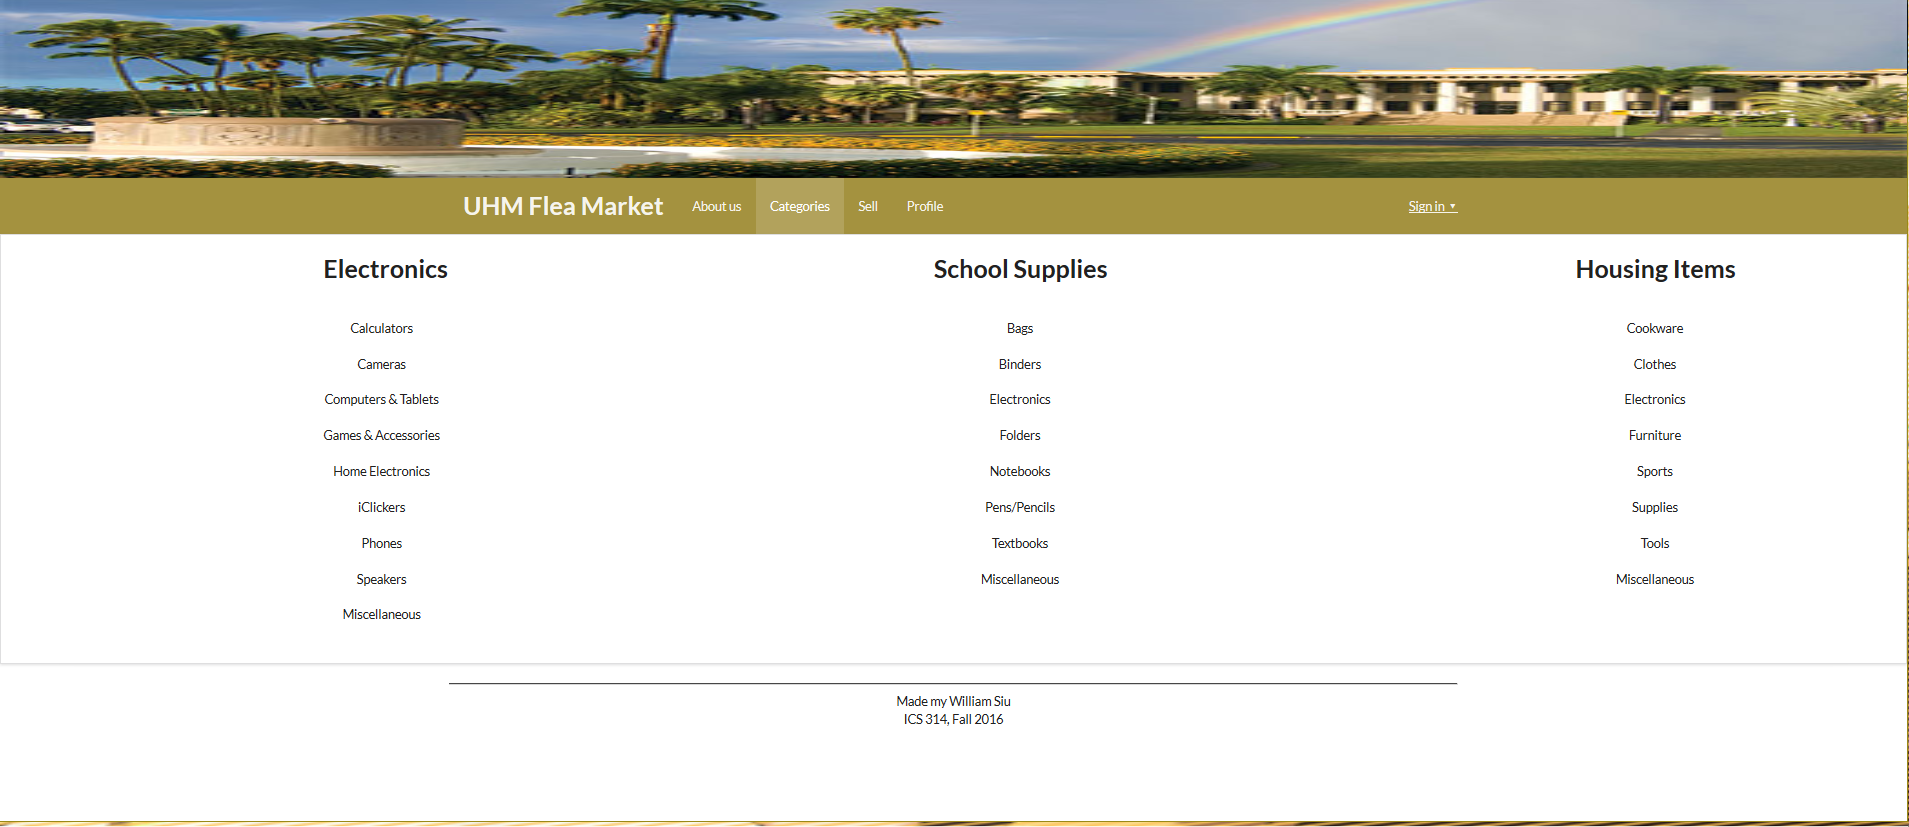 UHM Flea Market About us Categories Sell Profile Sign in
Electronics
Calculators
Cameras
Computers & Tablets
Games & Accessories
Home Electronics
iClickers
Phones
Speakers
Miscellaneous
School Supplies
Bags
Binders
Electronics
Folders
Notebooks
Pens/Pencils
Textbooks
Miscellaneous
Housing Items
Cookware
Clothes
Electronics
Furniture
Sports
Supplies
Tools
Miscellaneous
Made my William Siu
ICS 314, Fall 2016